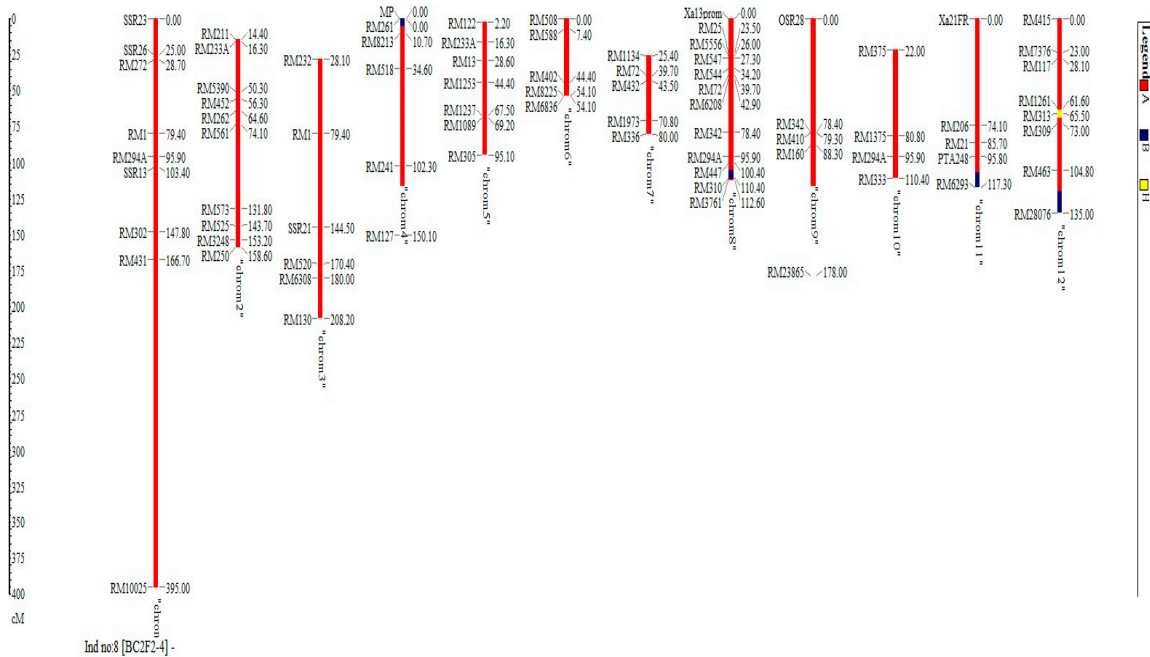 0
25
50
75
100
125
150
175
200
225
250
275
300
325
350
375
400
cM
SSR23 0.00
SSR26 25.00
RM272 28.70
RM1 79.40
RM294A 95.90
SSR13 103.40
RM302 147.80
RM431 166.70
RM10025 395.00
"chrom
RM211 14.40
RM233A 16.30
RM5390 50.30
RM452 56.30
RM262 64.60
RM561 74.10
RM573 131.80
RM525 143.70
RM3248 153.20
RM250 158.60
"chrom2"
RM232 28.10
RM1 79.40
SSR21 144.50
RM520 170.40
RM6308 180.00
RM130 208.20
"chrom3"
MP 0.00
RM261 0.00
RM8213 10.70
RM518 34.60
RM241 102.30
RM127 150.10
"chrom4"
RM122 2.20
RM233A 16.30
RM13 28.60
RM1253 44.40
RM1237 67.50
RM1089 69.20
RM305 95.10
"chrom5"
RM508 0.00
RM588 7.40
RM402 44.40
RM8225 54.10
RM6836 54.10
"chrom6"
RM1134 25.40
RM72 39.70
RM432 43.50
RM1973 70.80
RM336 80.00
"chrom7"
Xa13prom 0.00
RM25 23.50
RM5556 26.00
RM547 27.30
RM544 34.20
RM72 39.70
RM6208 42.90
RM342 78.40
RM294A 95.90
RM447 100.40
RM310 110.40
RM3761 112.60
"chrom8"
OSR28 0.00
RM342 78.40
RM410 79.30
RM160 88.30
RM23865 178.00
"chrom9"
RM375 22.00
RM1375 80.80
RM294A 95.90
RM333 110.40
"chrom10"
Xa21FR 0.00
RM206 74.10
RM21 85.70
PTA248 95.80
RM6293 117.30
"chrom11"
RM415 0.00
RM7376 23.00
RM117 28.10
RM1261 61.60
RM313 65.50
RM309 73.00
RM463 104.80
RM28076 135.00
"chrom12"
Legend
A
B
H
Ind no:8 [BC2F2-4] -